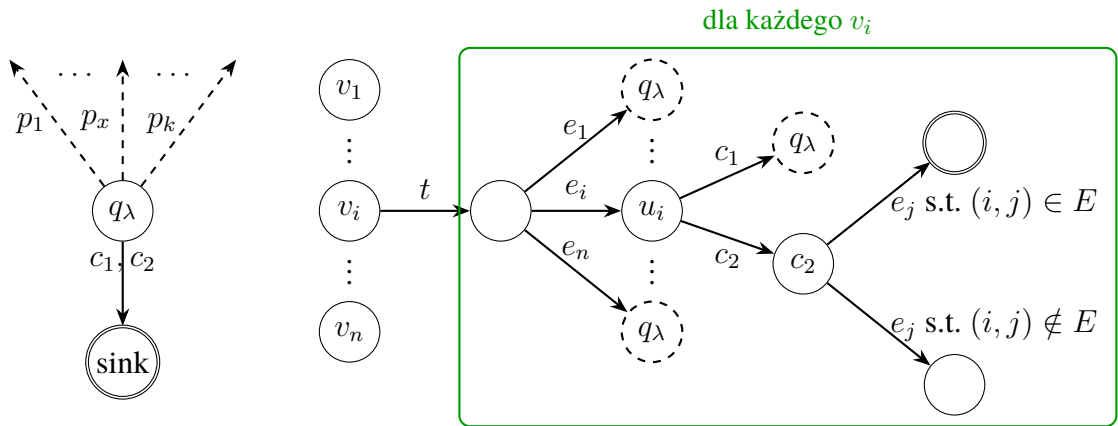 dla każdego v_i
… …
p_1 p_x p_k
q_λ
c_1, c_2
sink
v_1
⋮
v_i
⋮
v_n
t
e_1
e_i
e_n
q_λ
⋮
u_i
⋮
q_λ
c_1
c_2
q_λ
c_2
e_j s.t. (i, j) ∈ E
e_j s.t. (i, j) ∉ E